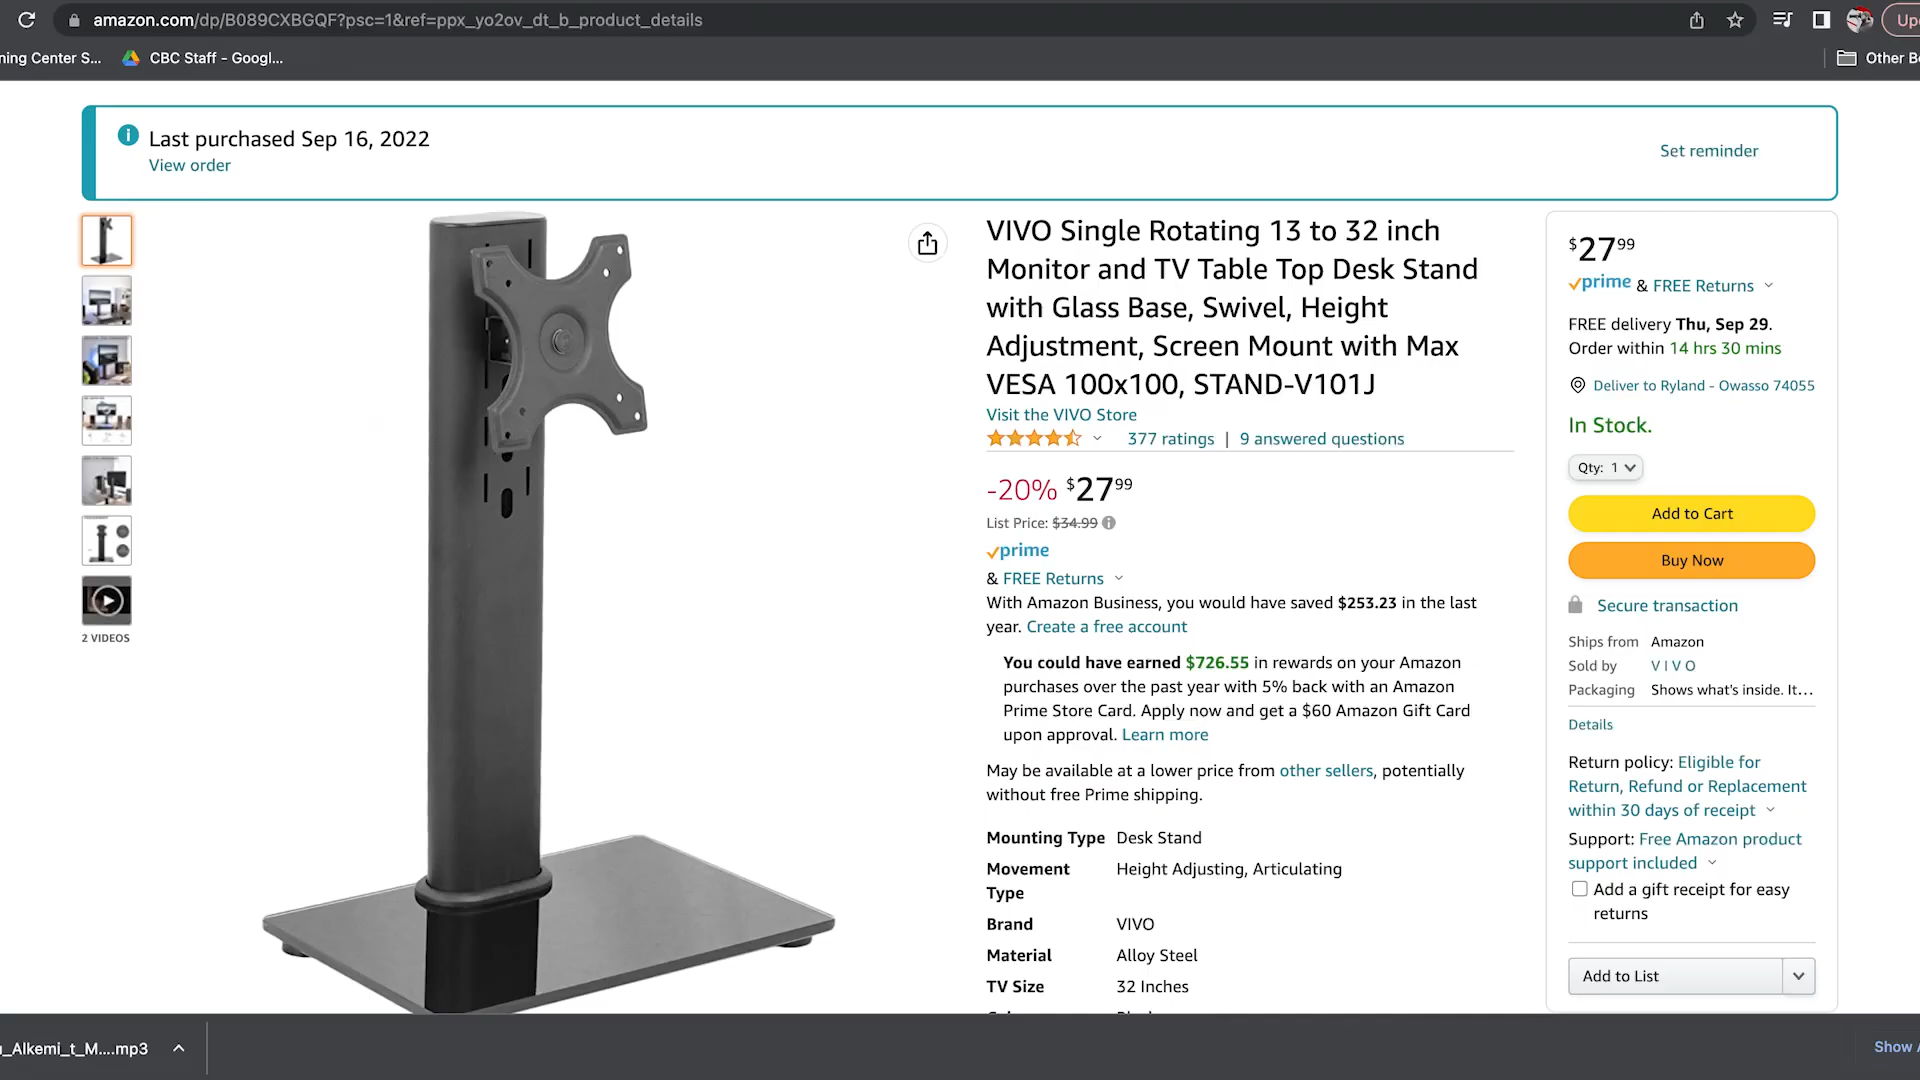 amazon.com/dp/B089CXBGQF?psc=1&ref=ppx_yo2ov_dt_b_product_details
Up
ning Center S...
CBC Staff - Googl...
Other B
Last purchased Sep 16, 2022
View order
Set reminder
2 VIDEOS
VIVO Single Rotating 13 to 32 inch
Monitor and TV Table Top Desk Stand
with Glass Base, Swivel, Height
Adjustment, Screen Mount with Max
VESA 100x100, STAND-V101J
Visit the VIVO Store
377 ratings | 9 answered questions
-20% $27 99
List Price: $34.99
prime
& FREE Returns
With Amazon Business, you would have saved $253.23 in the last
year. Create a free account
You could have earned $726.55 in rewards on your Amazon
purchases over the past year with 5% back with an Amazon
Prime Store Card. Apply now and get a $60 Amazon Gift Card
upon approval. Learn more
May be available at a lower price from other sellers, potentially
without free Prime shipping.
Mounting Type Desk Stand
Movement Type Height Adjusting, Articulating
Brand VIVO
Material Alloy Steel
TV Size 32 Inches
$27 99
prime & FREE Returns
FREE delivery Thu, Sep 29.
Order within 14 hrs 30 mins
Deliver to Ryland - Owasso 74055
In Stock.
Qty: 1
Add to Cart
Buy Now
Secure transaction
Ships from Amazon
Sold by V I V O
Packaging Shows what's inside. It...
Details
Return policy: Eligible for
Return, Refund or Replacement
within 30 days of receipt
Support: Free Amazon product
support included
Add a gift receipt for easy
returns
Add to List
_Alkemi_t_M....mp3
Show